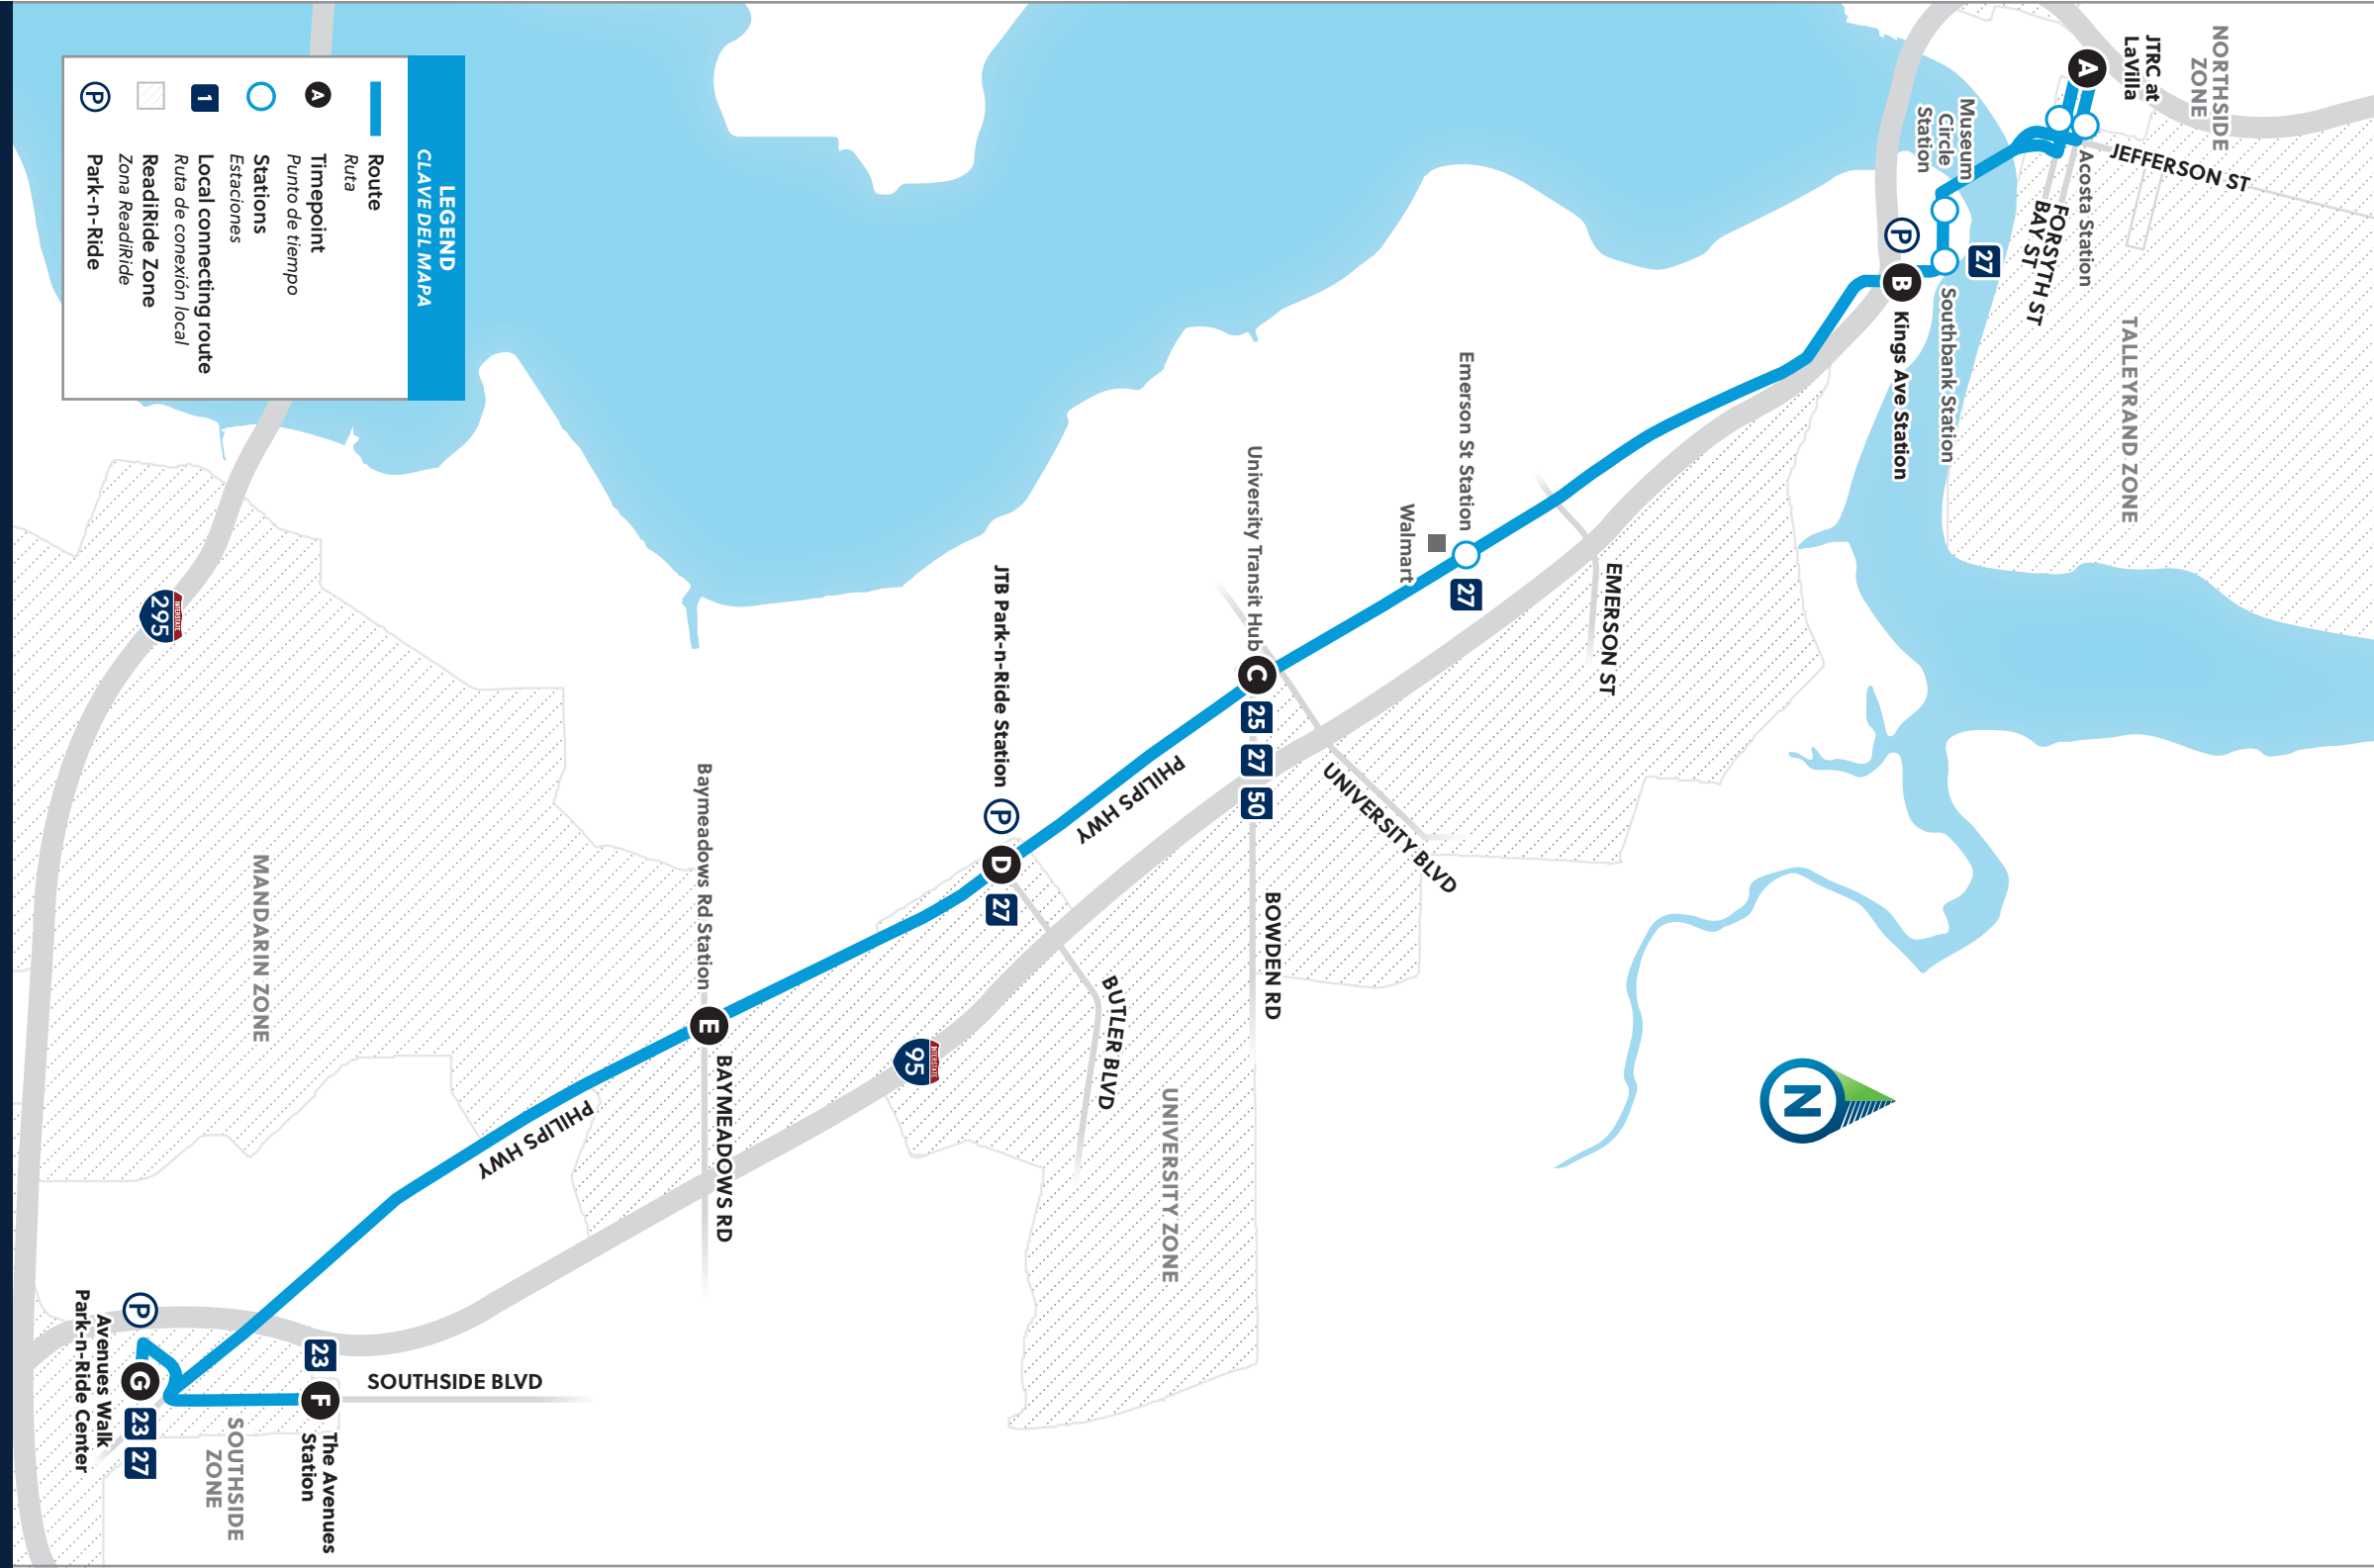 LEGEND
CLAVE DEL MAPA
Route
Ruta
A
Timepoint
Punto de tiempo
Stations
Estaciones
1
Local connecting route
Ruta de conexión local
ReadiRide Zone
Zona ReadiRide
P
Park-n-Ride
NORTHSIDE
ZONE
JTRC at
LaVilla
A
JEFFERSON ST
Acosta Station
FORSYTH ST
BAY ST
Museum
Circle
Station
TALLEYRAND ZONE
27
Southbank Station
P
B
Kings Ave Station
EMERSON ST
Emerson St Station
Walmart
27
University Transit Hub
C
25
27
50
UNIVERSITY BLVD
BOWDEN RD
PHILIPS HWY
JTB Park-n-Ride Station
P
D
27
BUTLER BLVD
UNIVERSITY ZONE
INTERSTATE
95
Baymeadows Rd Station
E
BAYMEADOWS RD
PHILIPS HWY
INTERSTATE
295
MANDARIN ZONE
SOUTHSIDE BLVD
23
F
The Avenues
Station
SOUTHSIDE
ZONE
P
G
23
27
Avenues Walk
Park-n-Ride Center
N